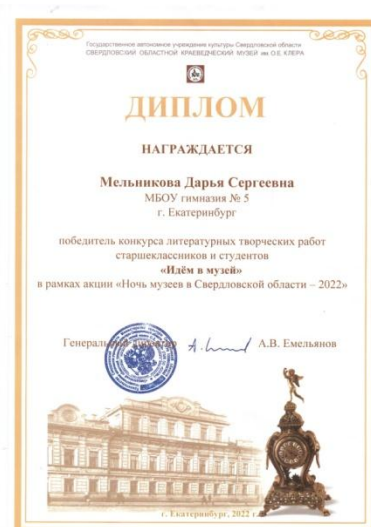 Государственное автономное учреждение культуры Свердловской области
СВЕРДЛОВСКИЙ ОБЛАСТНОЙ КРАЕВЕДЧЕСКИЙ МУЗЕЙ им О.Е. КЛЕРА
ДИПЛОМ
НАГРАЖДАЕТСЯ
Мельникова Дарья Сергеевна
МБОУ гимназия № 5
г. Екатеринбург
победитель конкурса литературных творческих работ
старшеклассников и студентов
«Идём в музей»
в рамках акции «Ночь музеев в Свердловской области – 2022»
Генеральный директор А.В. Емельянов
г. Екатеринбург, 2022 г.